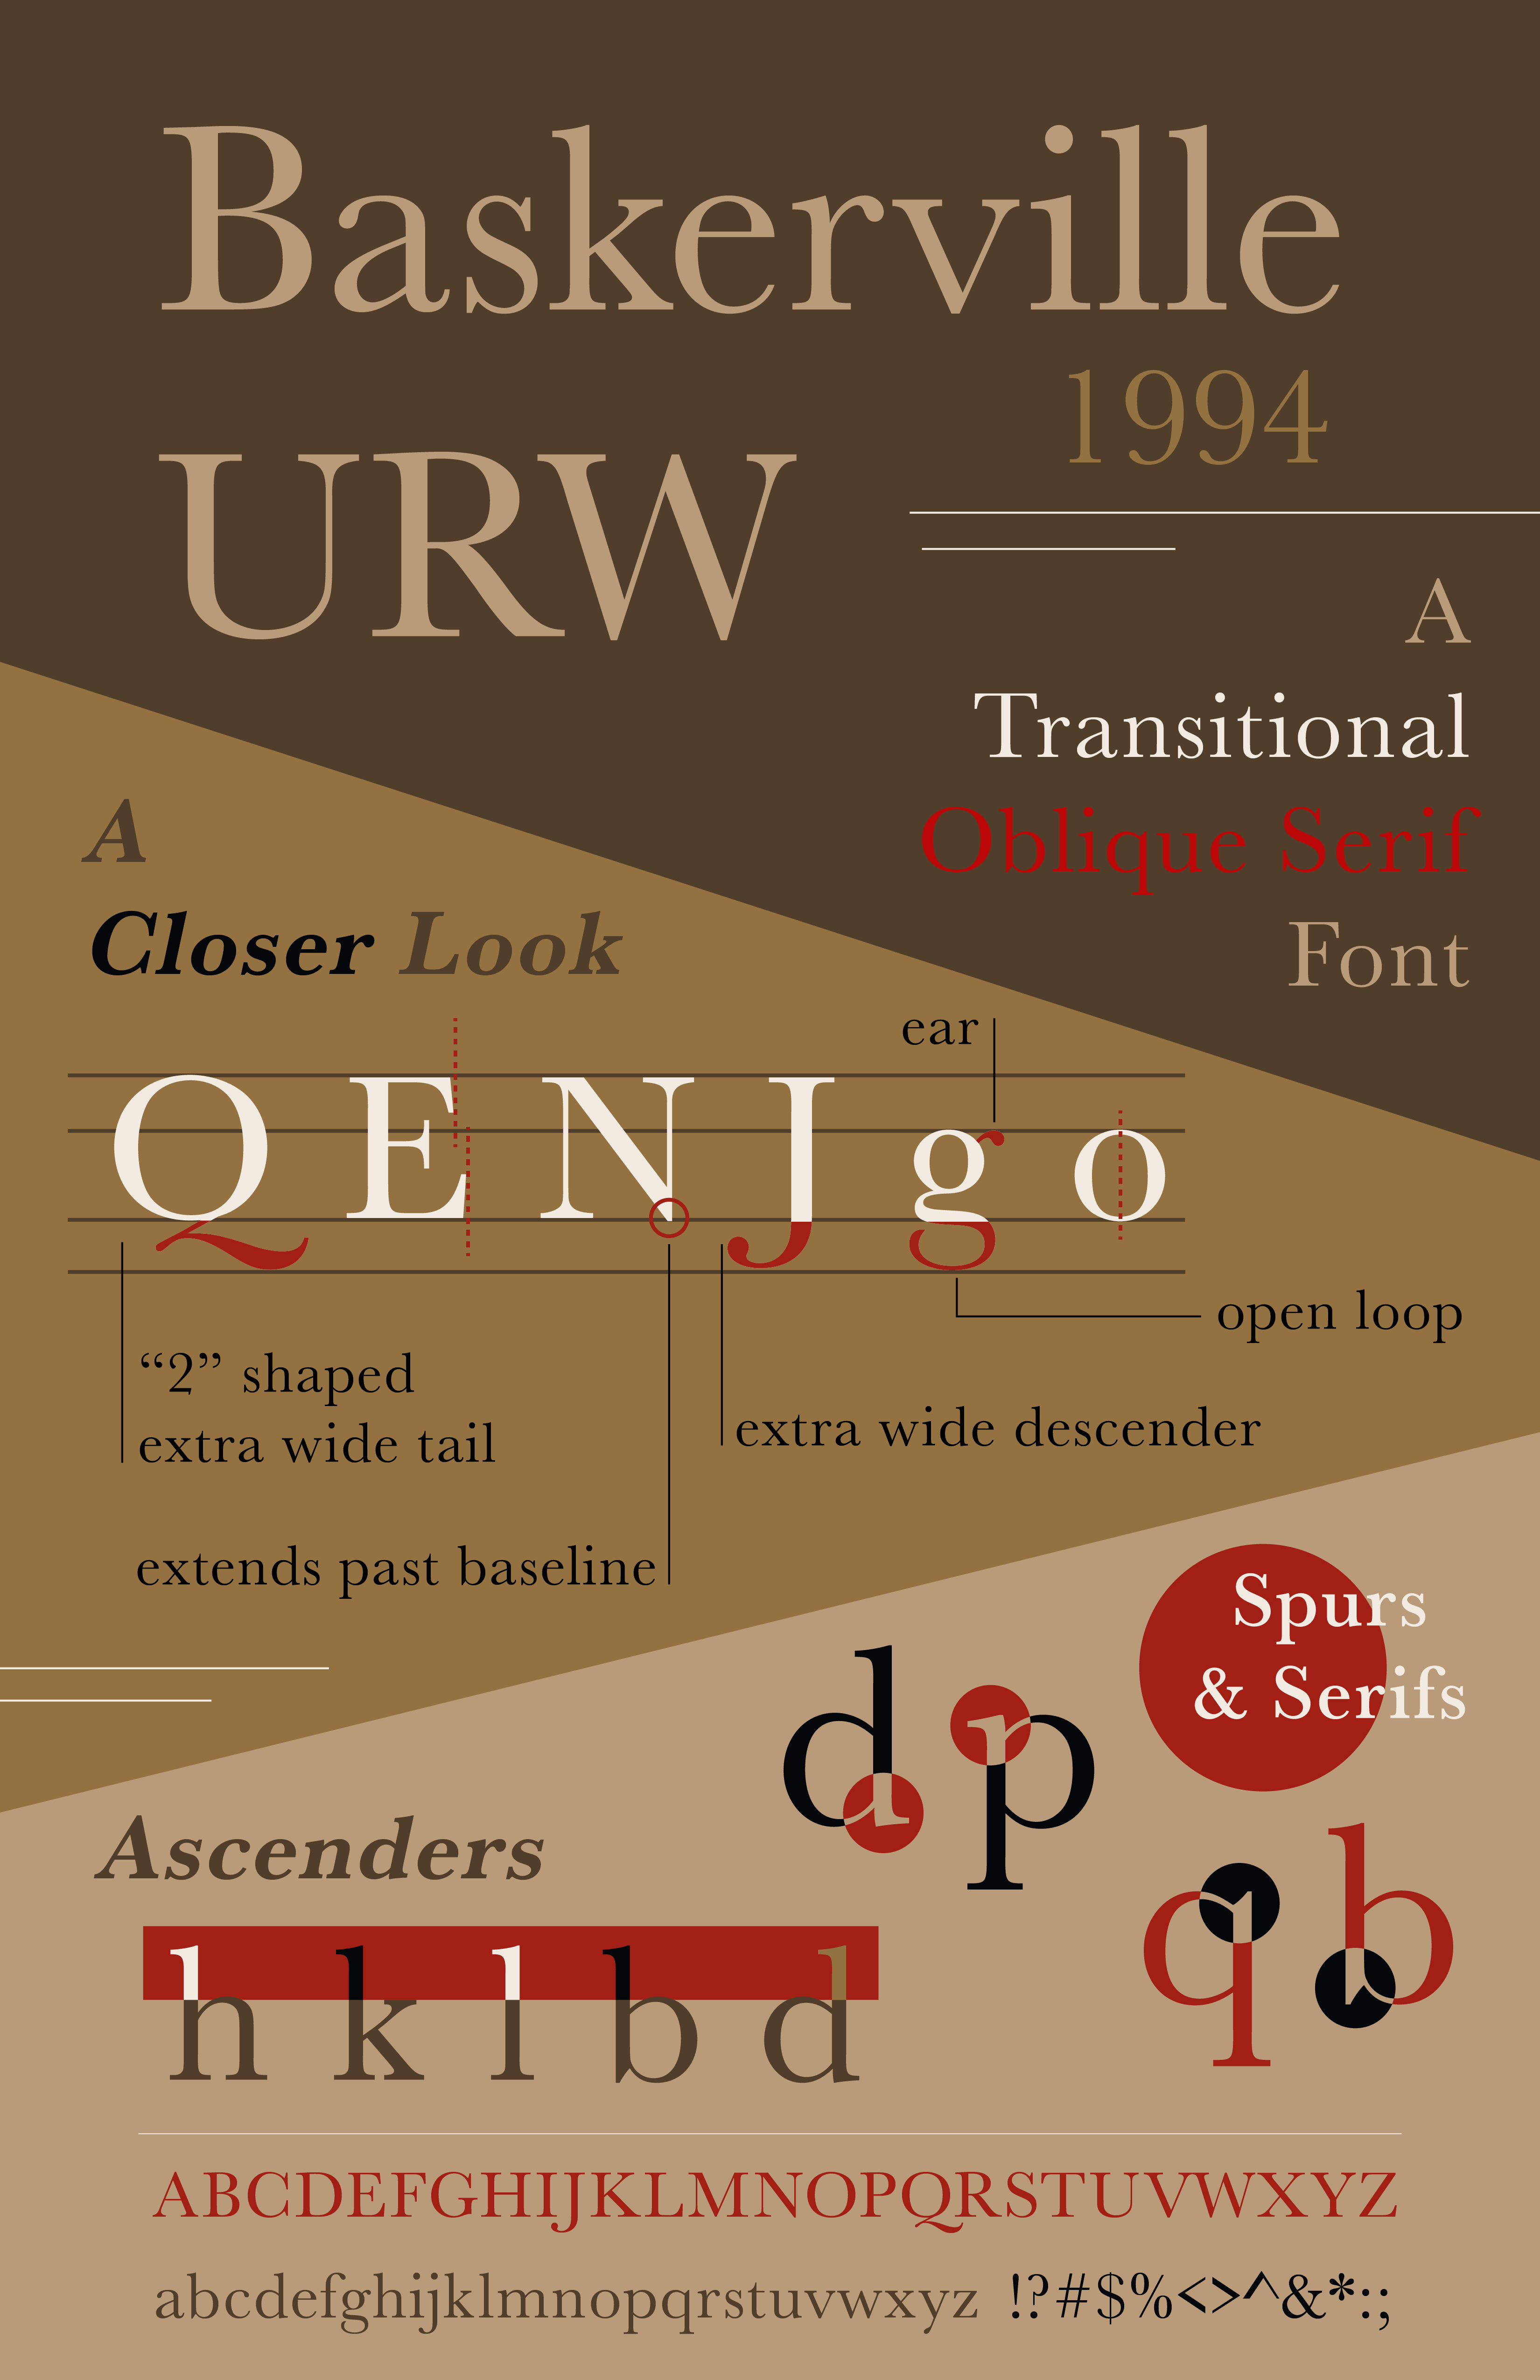 Baskerville
1994
URW
A
Transitional
Oblique Serif
Font
A
Closer Look
ear
Q E N J g o
open loop
“2” shaped
extra wide tail
extra wide descender
extends past baseline
Spurs
& Serifs
d p
q b
Ascenders
h k l b d
ABCDEFGHIJKLMNOPQRSTUVWXYZ
abcdefghijklmnopqrstuvwxyz !?#$%<>^&*:;